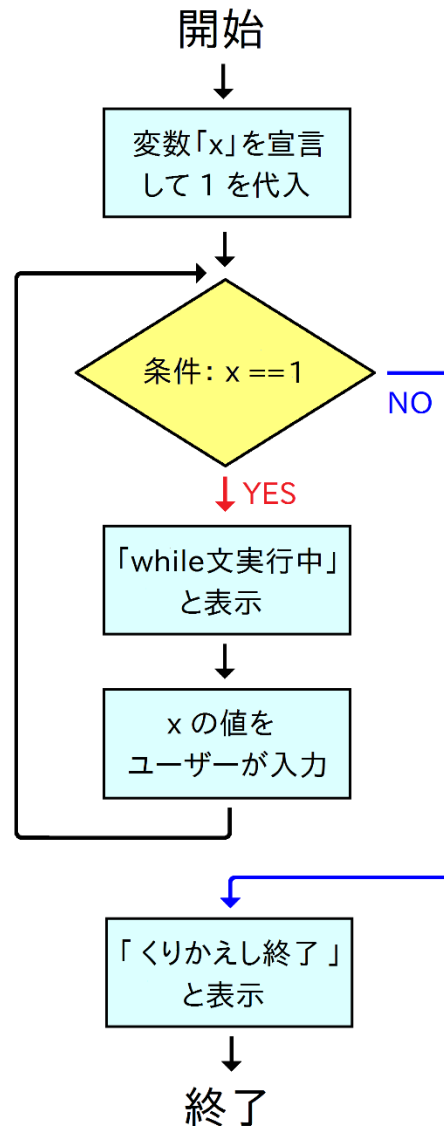 開始
変数「x」を宣言
して 1 を代入
条件: x ==1
NO
YES
「while文実行中」
と表示
x の値を
ユーザーが入力
「 くりかえし終了 」
と表示
終了